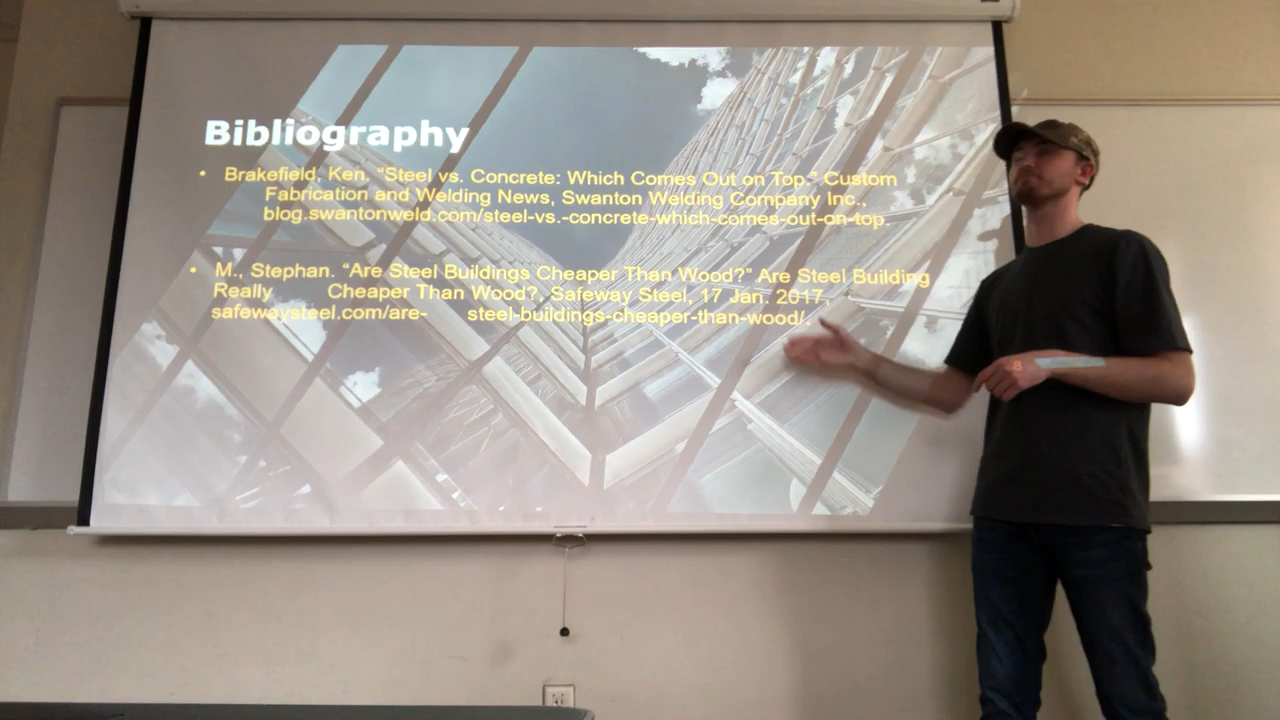 Bibliography
• Brakefield, Ken. “Steel vs. Concrete: Which Comes Out on Top.” Custom
Fabrication and Welding News, Swanton Welding Company Inc.,
blog.swantonweld.com/steel-vs.-concrete-which-comes-out-on-top.
• M., Stephan. “Are Steel Buildings Cheaper Than Wood?” Are Steel Building
Really Cheaper Than Wood?, Safeway Steel, 17 Jan. 2017,
safewaysteel.com/are- steel-buildings-cheaper-than-wood/.
8